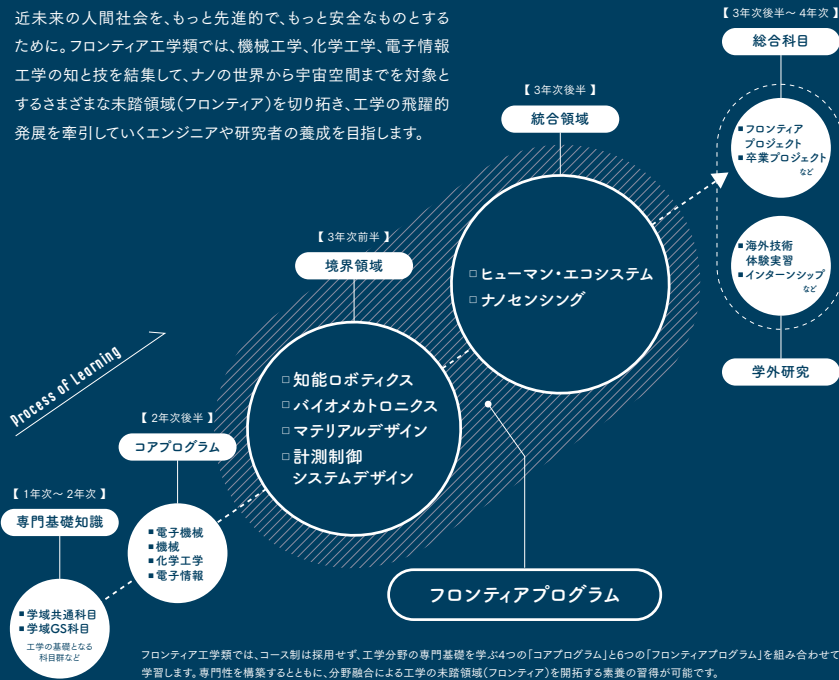 近未来の人間社会を、もっと先進的で、もっと安全なものとする
ために。フロンティア工学類では、機械工学、化学工学、電子情報
工学の知と技を結集して、ナノの世界から宇宙空間までを対象と
するさまざまな未踏領域(フロンティア)を切り拓き、工学の飛躍的
発展を牽引していくエンジニアや研究者の養成を目指します。
Process of Learning
【 1年次〜 2年次 】
専門基礎知識
■学域共通科目
■学域GS科目
工学の基礎となる
科目群など
【 2年次後半 】
コアプログラム
■電子機械
■機械
■化学工学
■電子情報
【 3年次前半 】
境界領域
□知能ロボティクス
□バイオメカトロニクス
□マテリアルデザイン
□計測制御
システムデザイン
【 3年次後半 】
統合領域
□ヒューマン・エコシステム
□ナノセンシング
フロンティアプログラム
【 3年次後半〜 4年次 】
総合科目
■フロンティア
プロジェクト
■卒業プロジェクト
など
■海外技術
体験実習
■インターンシップ
など
学外研究
フロンティア工学類では、コース制は採用せず、工学分野の専門基礎を学ぶ4つの「コアプログラム」と6つの「フロンティアプログラム」を組み合わせて
学習します。専門性を構築するとともに、分野融合による工学の未踏領域(フロンティア)を開拓する素養の習得が可能です。